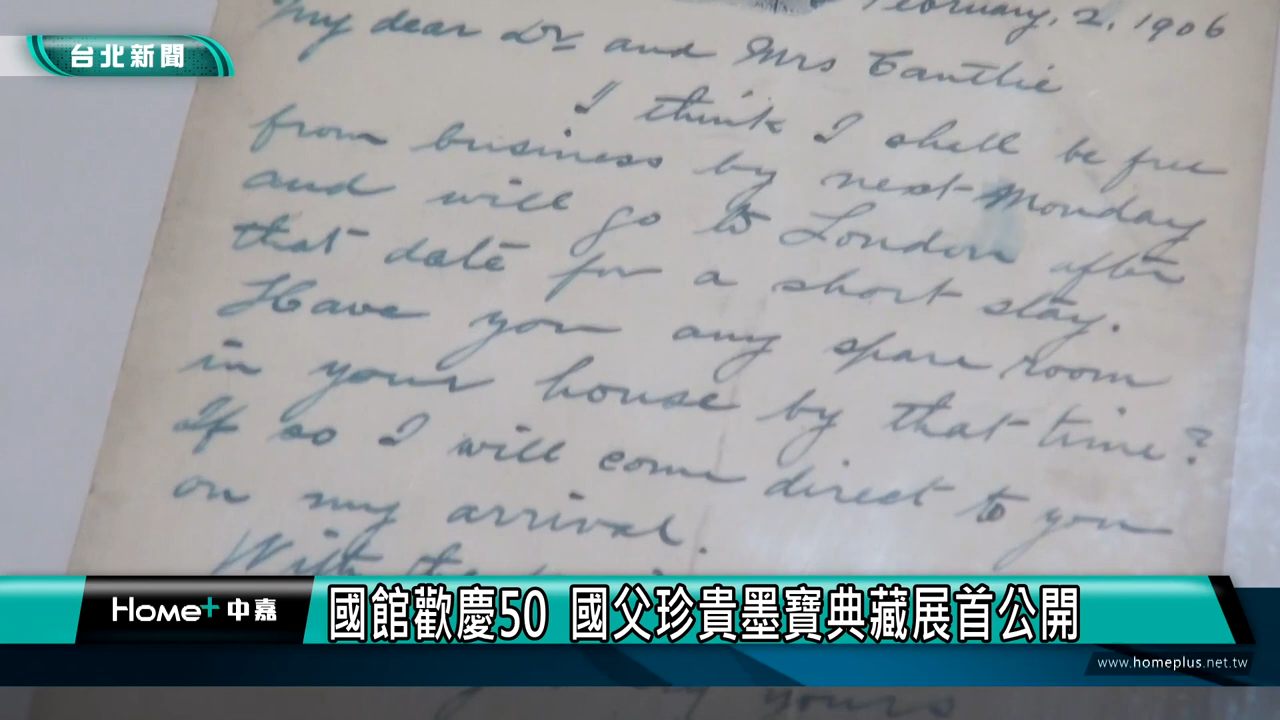 February, 2, 1906
台北新聞
My dear Dr and Mrs Cantlie
I think I shall be free
from business by next Monday
and will go to London after
that date for a short stay.
Have you any spare room
in your house by that time?
If so I will come direct to you
on my arrival.
With the
Home+中嘉
國館歡慶50 國父珍貴墨寶典藏展首公開
www.homeplus.net.tw
yours